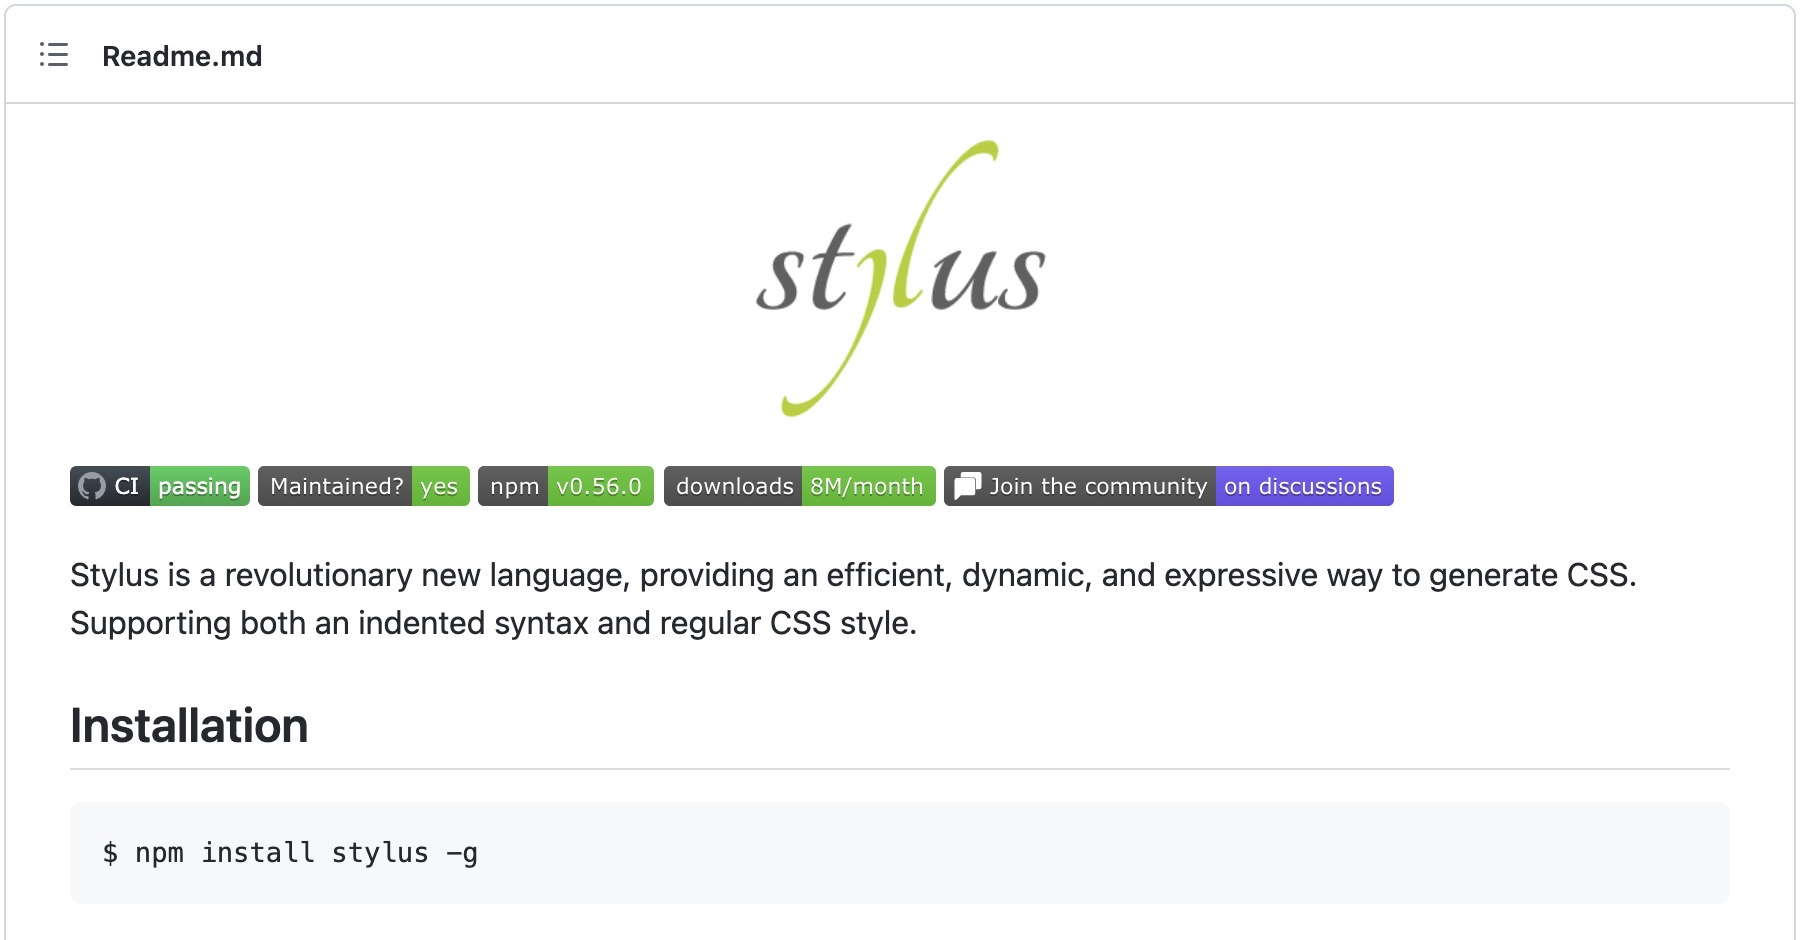 Readme.md
stylus
CI passing Maintained? yes npm v0.56.0 downloads 8M/month Join the community on discussions
Stylus is a revolutionary new language, providing an efficient, dynamic, and expressive way to generate CSS.
Supporting both an indented syntax and regular CSS style.
Installation
$ npm install stylus -g